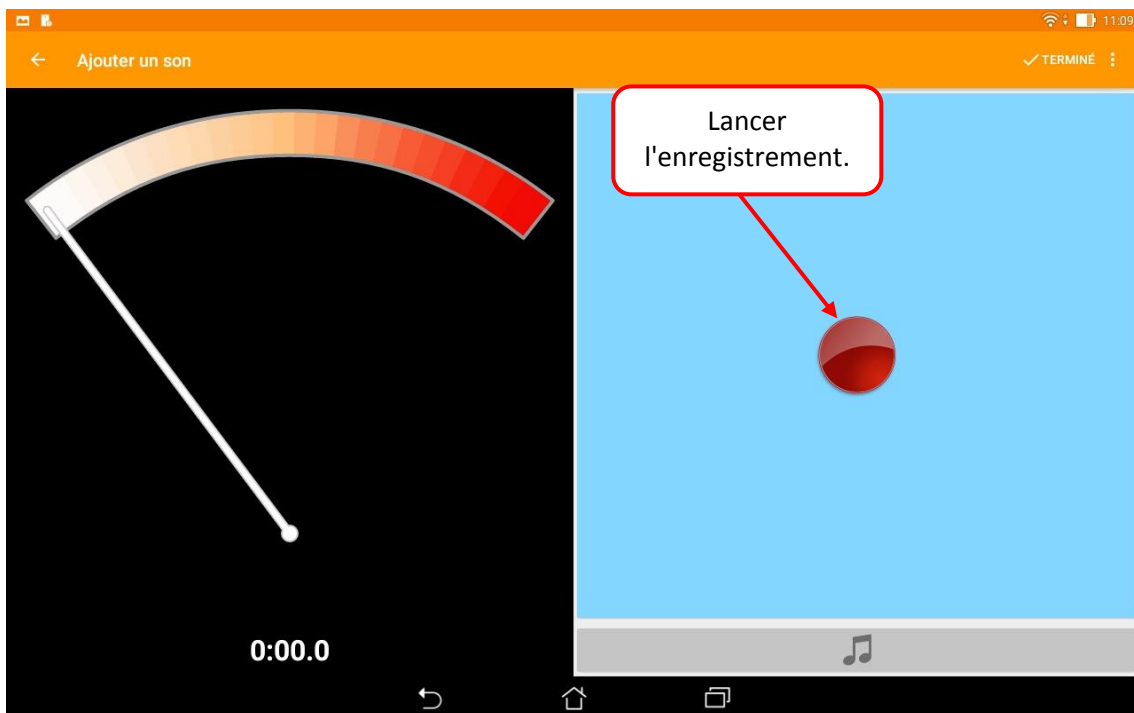 11:09
Ajouter un son
TERMINÉ
Lancer
l'enregistrement.
0:00.0